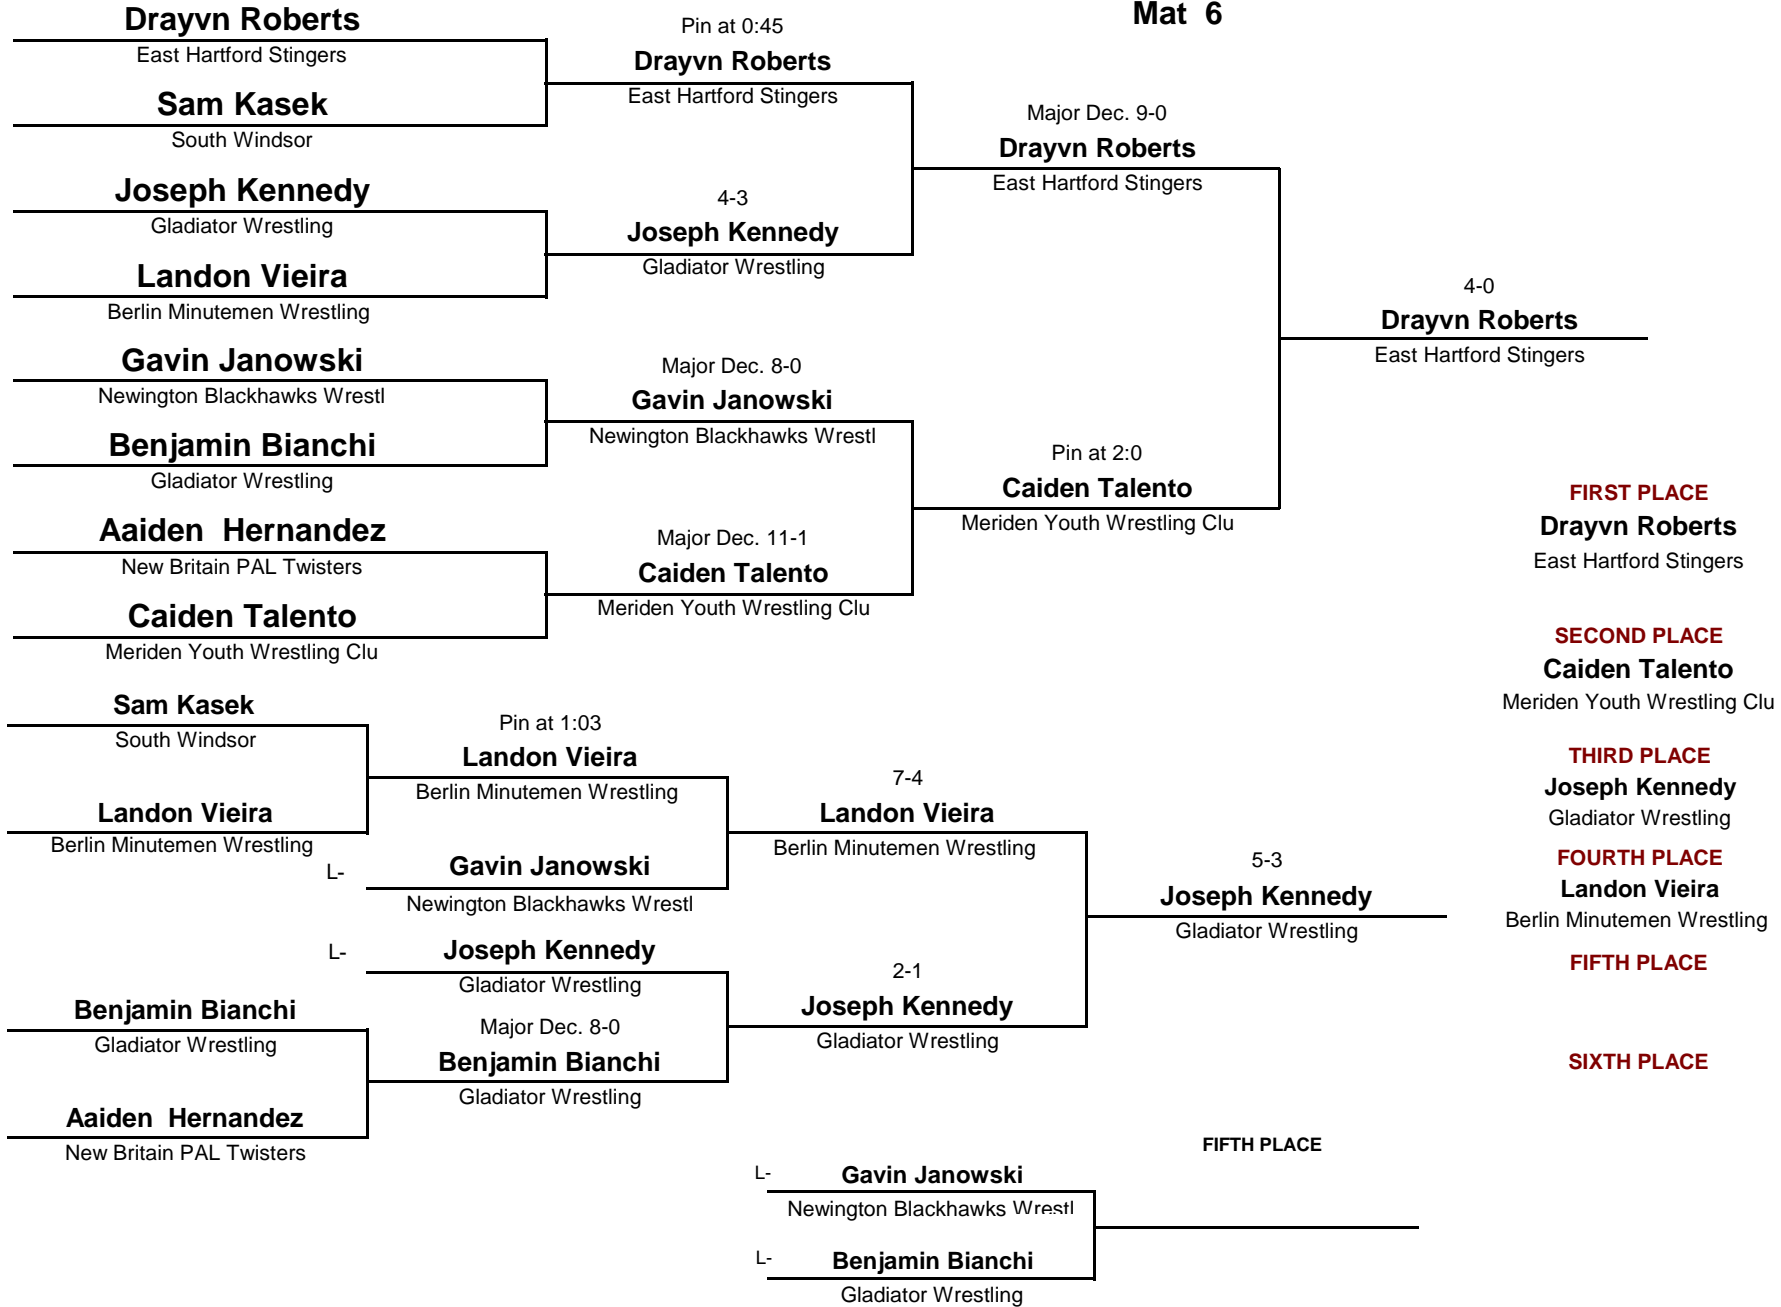 Mat 6
Drayvn Roberts
East Hartford Stingers
Sam Kasek
South Windsor
Joseph Kennedy
Gladiator Wrestling
Landon Vieira
Berlin Minutemen Wrestling
Gavin Janowski
Newington Blackhawks Wrestl
Benjamin Bianchi
Gladiator Wrestling
Aaiden Hernandez
New Britain PAL Twisters
Caiden Talento
Meriden Youth Wrestling Clu
Pin at 0:45
Drayvn Roberts
East Hartford Stingers
4-3
Joseph Kennedy
Gladiator Wrestling
Major Dec. 8-0
Gavin Janowski
Newington Blackhawks Wrestl
Major Dec. 11-1
Caiden Talento
Meriden Youth Wrestling Clu
Major Dec. 9-0
Drayvn Roberts
East Hartford Stingers
Pin at 2:0
Caiden Talento
Meriden Youth Wrestling Clu
4-0
Drayvn Roberts
East Hartford Stingers
Sam Kasek
South Windsor
Landon Vieira
Berlin Minutemen Wrestling
Benjamin Bianchi
Gladiator Wrestling
Aaiden Hernandez
New Britain PAL Twisters
Pin at 1:03
Landon Vieira
Berlin Minutemen Wrestling
L-
Gavin Janowski
Newington Blackhawks Wrestl
L-
Joseph Kennedy
Gladiator Wrestling
Major Dec. 8-0
Benjamin Bianchi
Gladiator Wrestling
7-4
Landon Vieira
Berlin Minutemen Wrestling
2-1
Joseph Kennedy
Gladiator Wrestling
5-3
Joseph Kennedy
Gladiator Wrestling
FIFTH PLACE
L-
Gavin Janowski
Newington Blackhawks Wrestl
L-
Benjamin Bianchi
Gladiator Wrestling
FIRST PLACE
Drayvn Roberts
East Hartford Stingers
SECOND PLACE
Caiden Talento
Meriden Youth Wrestling Clu
THIRD PLACE
Joseph Kennedy
Gladiator Wrestling
FOURTH PLACE
Landon Vieira
Berlin Minutemen Wrestling
FIFTH PLACE
SIXTH PLACE